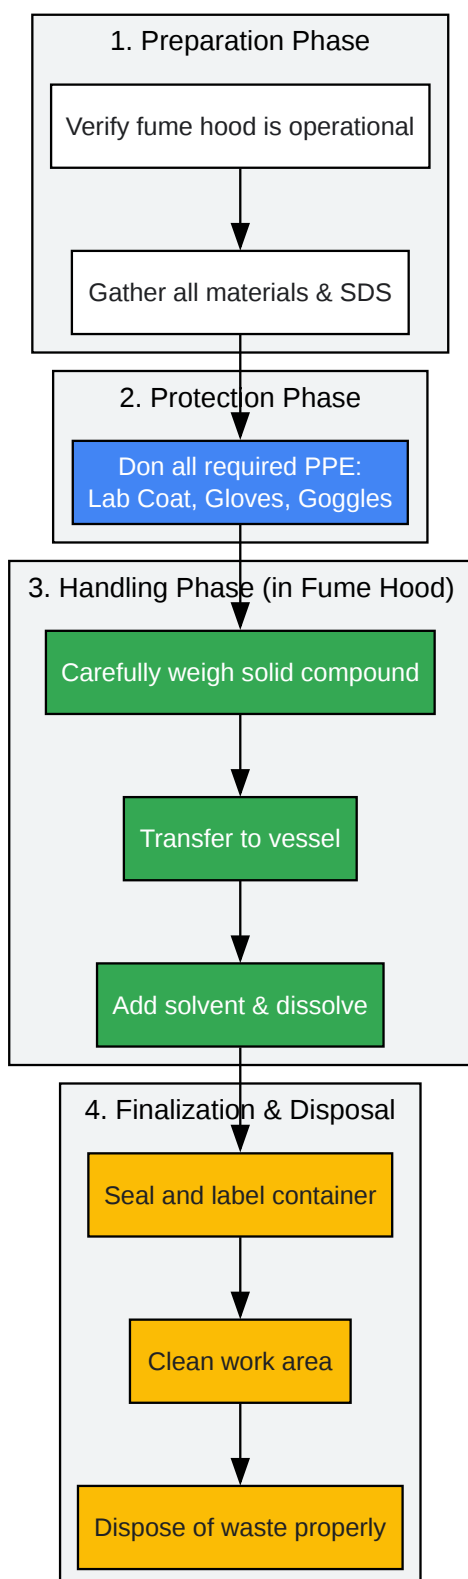 1. Preparation Phase
Verify fume hood is operational
Gather all materials & SDS
2. Protection Phase
Don all required PPE:
Lab Coat, Gloves, Goggles
3. Handling Phase (in Fume Hood)
Carefully weigh solid compound
Transfer to vessel
Add solvent & dissolve
4. Finalization & Disposal
Seal and label container
Clean work area
Dispose of waste properly